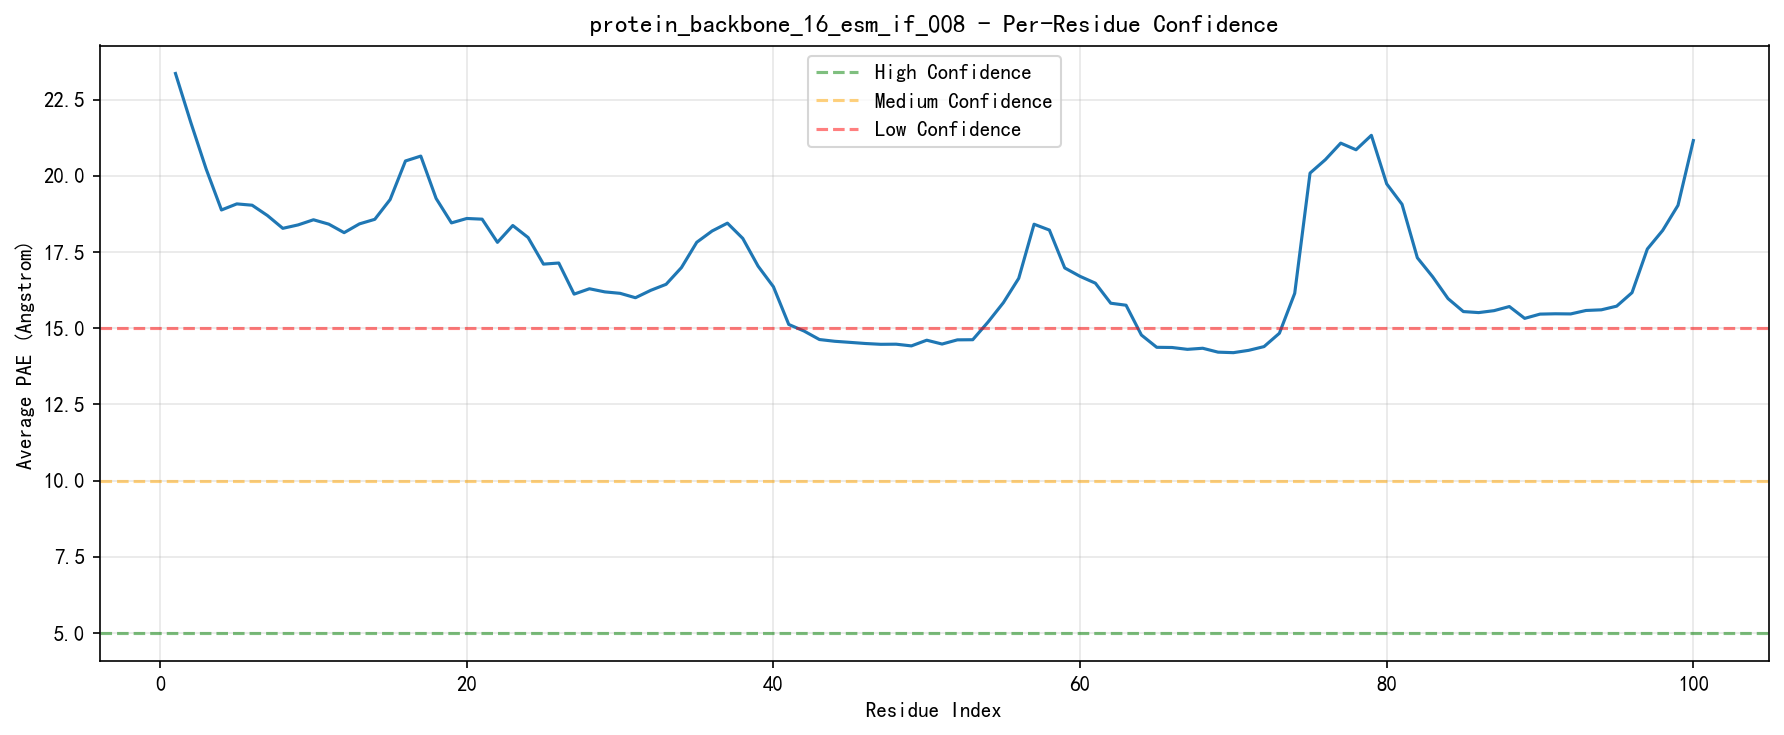 protein_backbone_16_esm_if_008 - Per-Residue Confidence
High Confidence
Medium Confidence
Low Confidence
Average PAE (Angstrom)
22.5
20.0
17.5
15.0
12.5
10.0
7.5
5.0
0 20 40 60 80 100
Residue Index